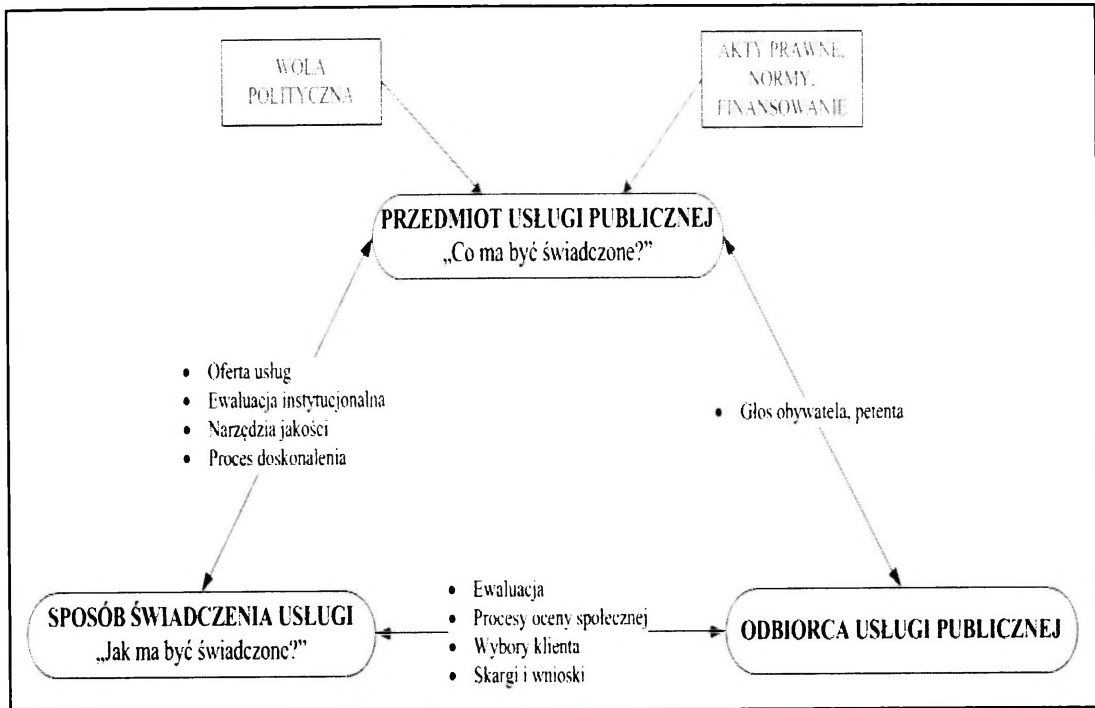 WOLA
POLITYCZNA
AKTY PRAWNE,
NORMY,
FINANSOWANIE
PRZEDMIOT USŁUGI PUBLICZNEJ
„Co ma być świadczone?”
• Oferta usług
• Ewaluacja instytucjonalna
• Narzędzia jakości
• Proces doskonalenia
• Głos obywatela, petenta
SPOSÓB ŚWIADCZENIA USŁUGI
„Jak ma być świadczone?”
• Ewaluacja
• Procesy oceny społecznej
• Wybory klienta
• Skargi i wnioski
ODBIORCA USŁUGI PUBLICZNEJ